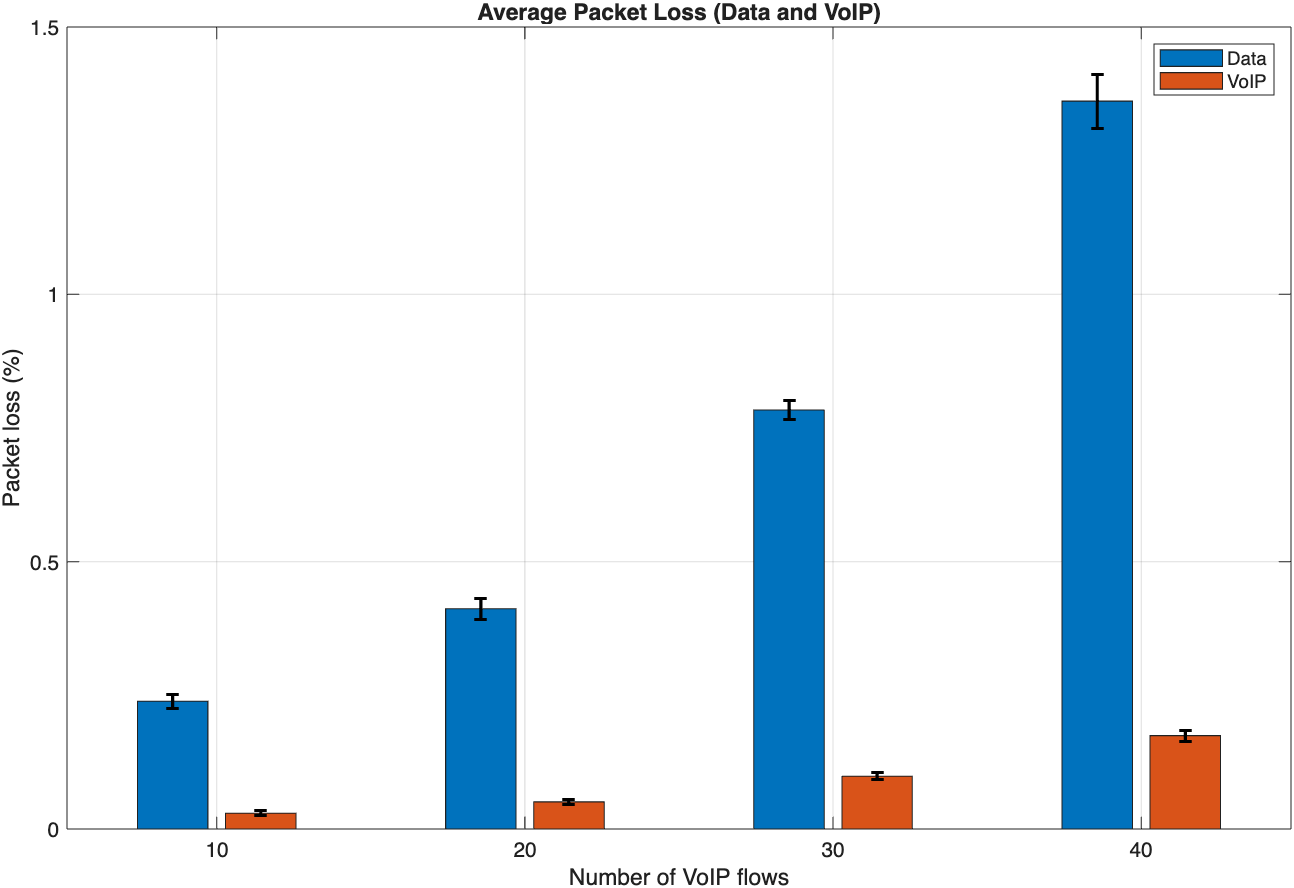 Average Packet Loss (Data and VoIP)
1.5
1
0.5
0
Packet loss (%)
Data
VoIP
10
20
30
40
Number of VoIP flows